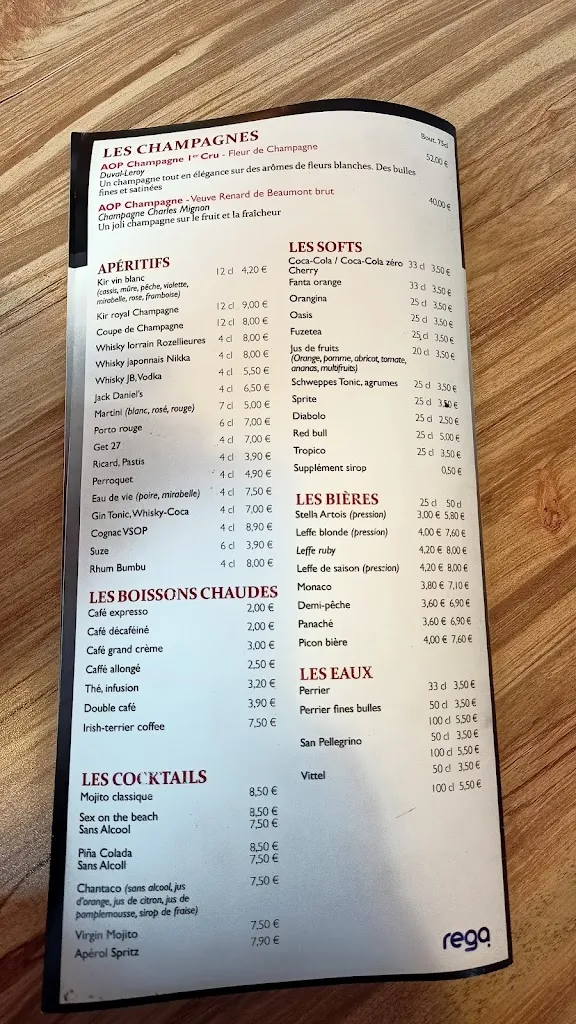 LES CHAMPAGNES
Bout. 75cl
AOP Champagne 1er Cru - Fleur de Champagne 52,00 €
Duval-Leroy
Un champagne tout en élégance sur des arômes de fleurs blanches. Des bulles
fines et satinées
AOP Champagne - Veuve Renard de Beaumont brut 40,00 €
Champagne Charles Mignon
Un joli champagne sur le fruit et la fraîcheur
APÉRITIFS
Kir vin blanc 12 cl 4,20 €
(cassis, mûre, pêche, violette,
mirabelle, rose, framboise)
Kir royal Champagne 12 cl 9,00 €
Coupe de Champagne 12 cl 8,00 €
Whisky lorrain Rozellieures 4 cl 8,00 €
Whisky japonnais Nikka 4 cl 8,00 €
Whisky JB, Vodka 4 cl 5,50 €
Jack Daniel's 4 cl 6,50 €
Martini (blanc, rosé, rouge) 7 cl 5,00 €
Porto rouge 6 cl 7,00 €
Get 27 4 cl 7,00 €
Ricard, Pastis 4 cl 3,90 €
Perroquet 4 cl 4,90 €
Eau de vie (poire, mirabelle) 4 cl 7,50 €
Gin Tonic, Whisky-Coca 4 cl 7,00 €
Cognac VSOP 4 cl 8,90 €
Suze 6 cl 3,90 €
Rhum Bumbu 4 cl 8,00 €
LES BOISSONS CHAUDES
Café expresso 2,00 €
Café décaféiné 2,00 €
Café grand crème 3,00 €
Caffé allongé 2,50 €
Thé, infusion 3,20 €
Double café 3,90 €
Irish-terrier coffee 7,50 €
LES COCKTAILS
Mojito classique 8,50 €
Sex on the beach 8,50 €
Sans Alcool 7,50 €
Piña Colada 8,50 €
Sans Alcoll 7,50 €
Chantaco (sans alcool, jus 7,50 €
d'orange, jus de citron, jus de
pamplemousse, sirop de fraise)
Virgin Mojito 7,50 €
Apérol Spritz 7,90 €
LES SOFTS
Coca-Cola / Coca-Cola zéro 33 cl 3,50 €
Cherry
Fanta orange 33 cl 3,50 €
Orangina 25 cl 3,50 €
Oasis 25 cl 3,50 €
Fuzetea 25 cl 3,50 €
Jus de fruits 20 cl 3,50 €
(Orange, pomme, abricot, tomate,
ananas, multifruits)
Schweppes Tonic, agrumes 25 cl 3,50 €
Sprite 25 cl 3,50 €
Diabolo 25 cl 2,50 €
Red bull 25 cl 5,00 €
Tropico 25 cl 3,50 €
Supplément sirop 0,50 €
LES BIÈRES 25 cl 50 cl
Stella Artois (pression) 3,00 € 5,80 €
Leffe blonde (pression) 4,00 € 7,60 €
Leffe ruby 4,20 € 8,00 €
Leffe de saison (pression) 4,20 € 8,00 €
Monaco 3,80 € 7,10 €
Demi-pêche 3,60 € 6,90 €
Panaché 3,60 € 6,90 €
Picon bière 4,00 € 7,60 €
LES EAUX
Perrier 33 cl 3,50 €
Perrier fines bulles 50 cl 3,50 €
100 cl 5,50 €
San Pellegrino 50 cl 3,50 €
100 cl 5,50 €
Vittel 50 cl 3,50 €
100 cl 5,50 €
rega